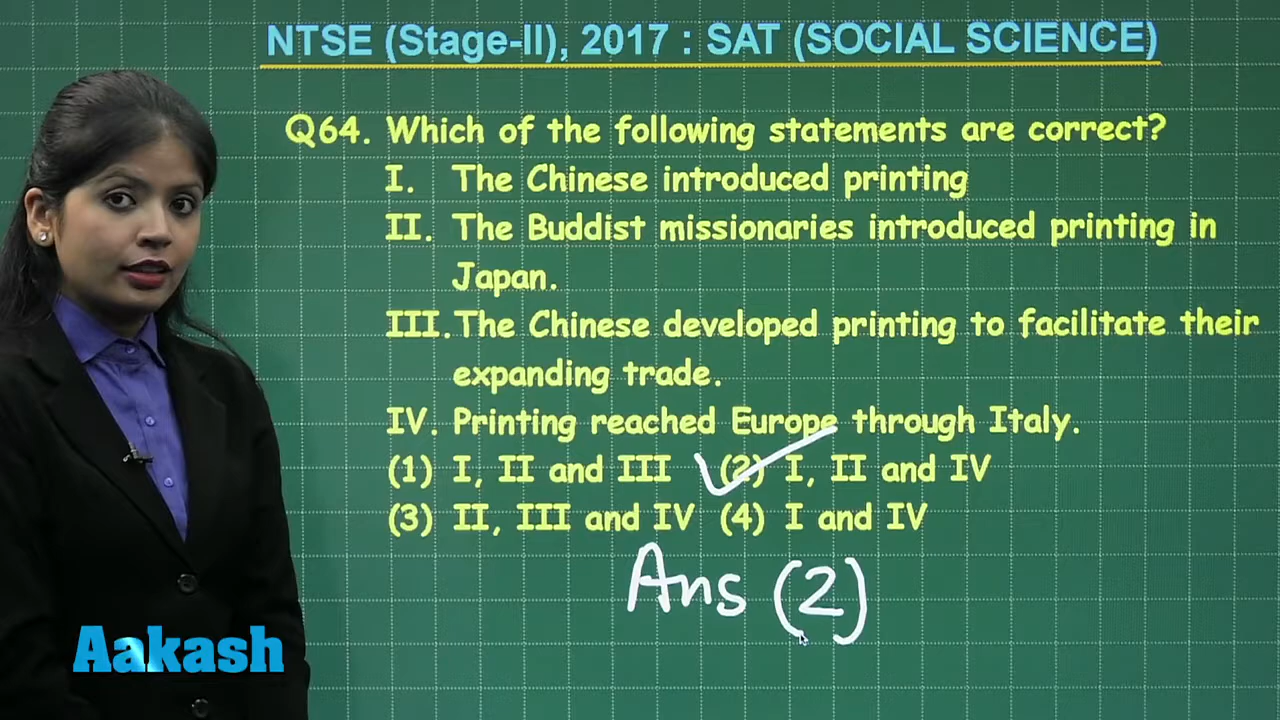 NTSE (Stage-II), 2017 : SAT (SOCIAL SCIENCE)
Q64. Which of the following statements are correct?
I. The Chinese introduced printing
II. The Buddist missionaries introduced printing in
Japan.
III. The Chinese developed printing to facilitate their
expanding trade.
IV. Printing reached Europe through Italy.
(1) I, II and III (2) I, II and IV
(3) II, III and IV (4) I and IV
Ans (2)
Aakash